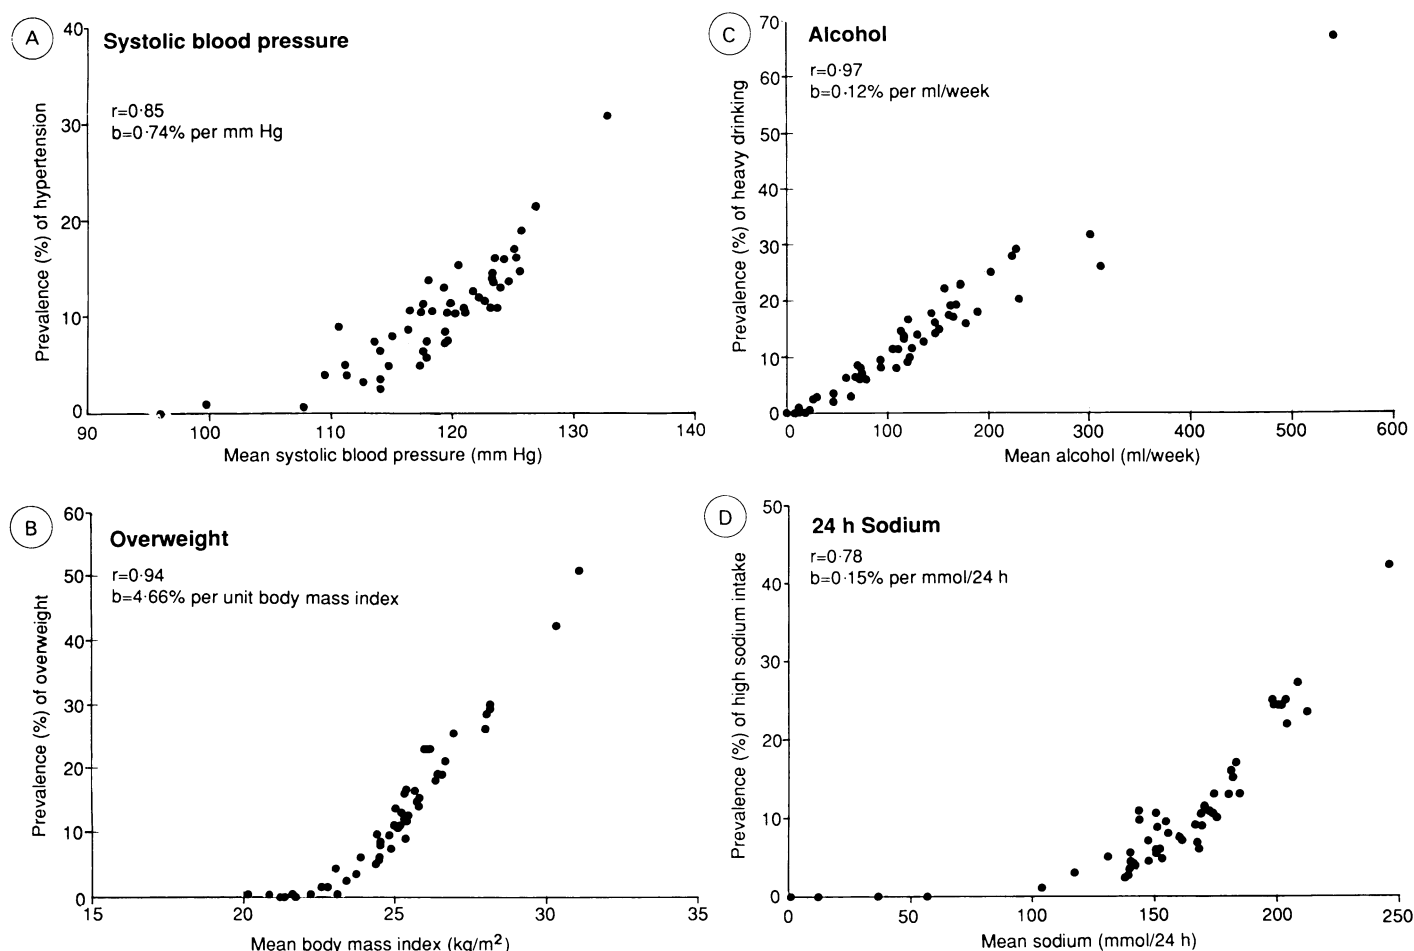 A
Systolic blood pressure
r=0·85
b=0·74% per mm Hg
Prevalence (%) of hypertension
40
30
20
10
0
90 100 110 120 130 140
Mean systolic blood pressure (mm Hg)
C
Alcohol
r=0·97
b=0·12% per ml/week
Prevalence (%) of heavy drinking
70
60
50
40
30
20
10
0
0 100 200 300 400 500 600
Mean alcohol (ml/week)
B
Overweight
r=0·94
b=4·66% per unit body mass index
Prevalence (%) of overweight
60
50
40
30
20
10
0
15 20 25 30 35
Mean body mass index (kg/m²)
D
24 h Sodium
r=0·78
b=0·15% per mmol/24 h
Prevalence (%) of high sodium intake
50
40
30
20
10
0
0 50 100 150 200 250
Mean sodium (mmol/24 h)